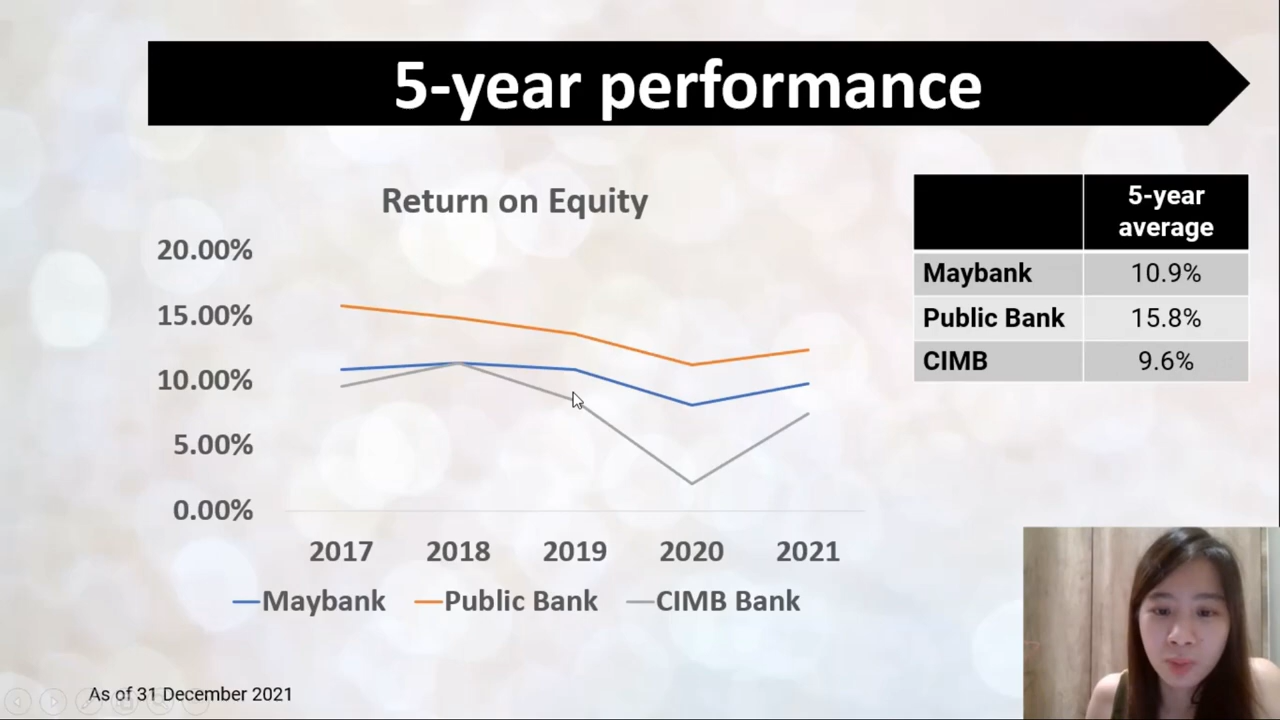 5-year performance
Return on Equity
20.00%
15.00%
10.00%
5.00%
0.00%
2017 2018 2019 2020 2021
Maybank Public Bank CIMB Bank
5-year
average
Maybank 10.9%
Public Bank 15.8%
CIMB 9.6%
As of 31 December 2021